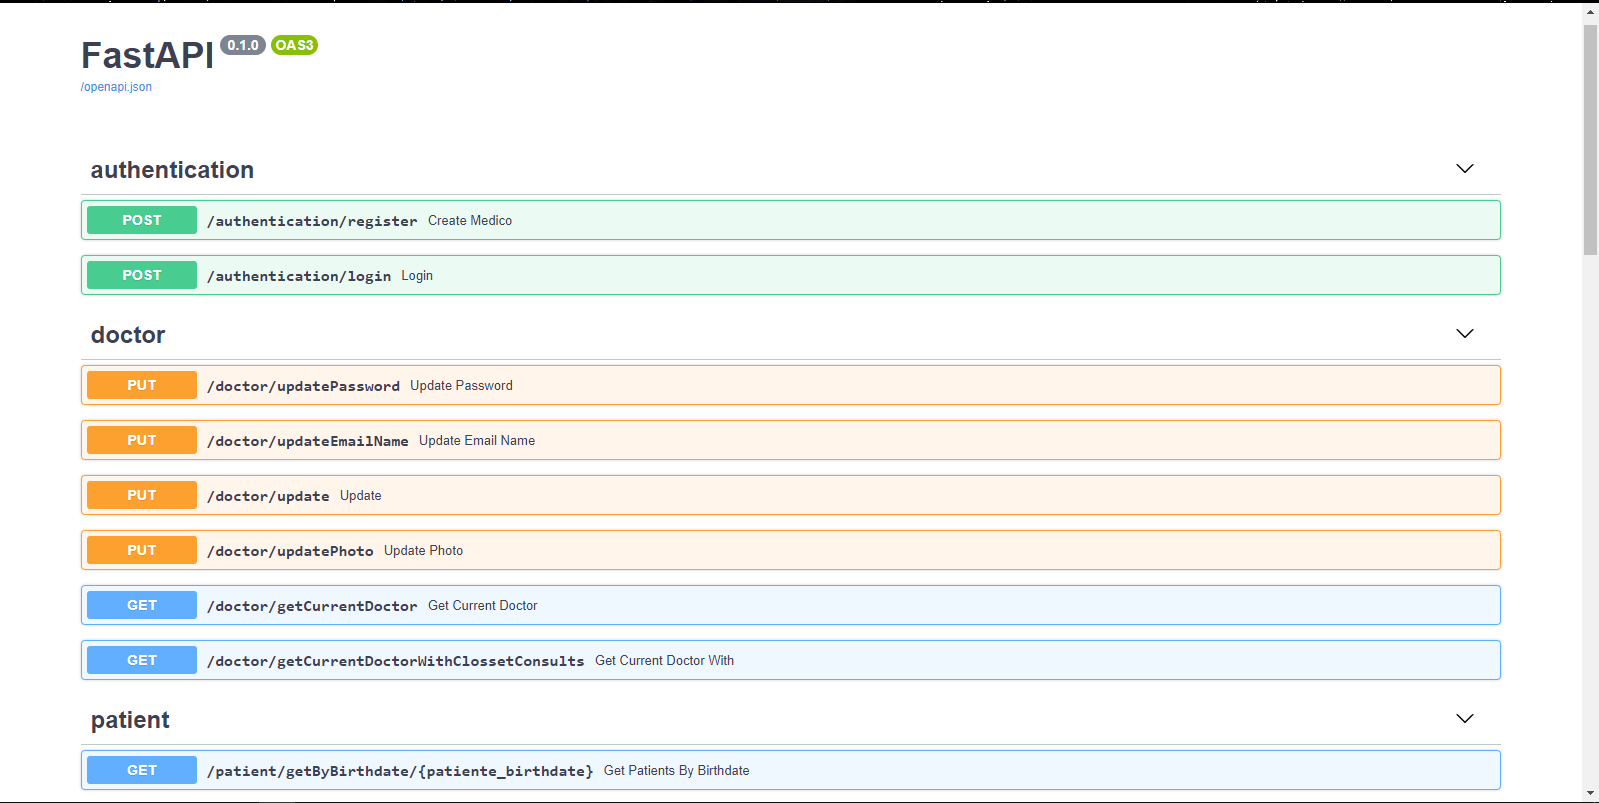 FastAPI 0.1.0 OAS3
/openapi.json
authentication
POST /authentication/register Create Medico
POST /authentication/login Login
doctor
PUT /doctor/updatePassword Update Password
PUT /doctor/updateEmailName Update Email Name
PUT /doctor/update Update
PUT /doctor/updatePhoto Update Photo
GET /doctor/getCurrentDoctor Get Current Doctor
GET /doctor/getCurrentDoctorWithClossetConsults Get Current Doctor With
patient
GET /patient/getByBirthdate/{patiente_birthdate} Get Patients By Birthdate